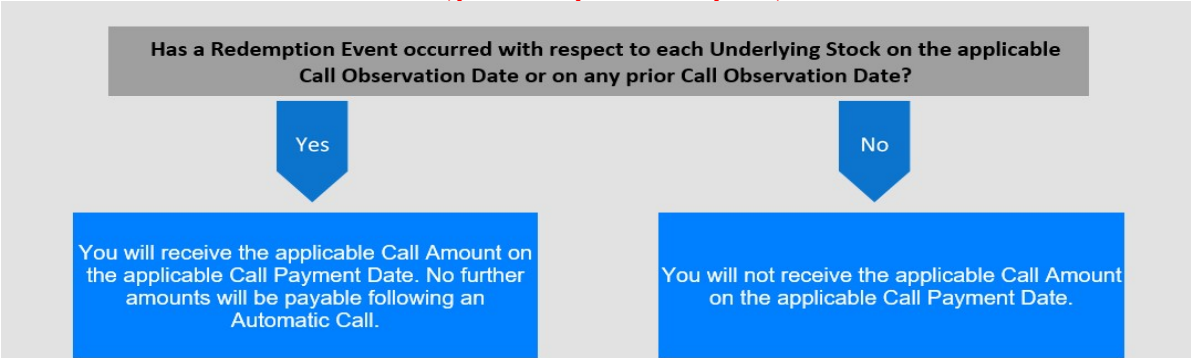 Has a Redemption Event occurred with respect to each Underlying Stock on the applicable
Call Observation Date or on any prior Call Observation Date?
Yes
No
You will receive the applicable Call Amount on
the applicable Call Payment Date. No further
amounts will be payable following an
Automatic Call.
You will not receive the applicable Call Amount
on the applicable Call Payment Date.